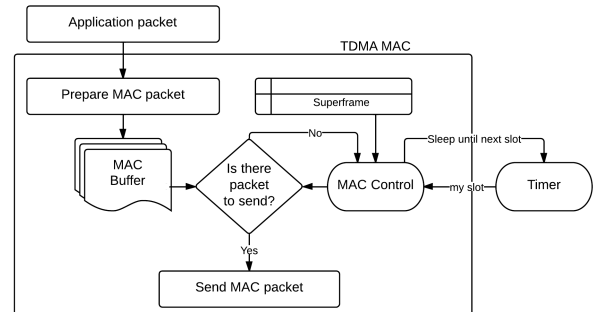 Application packet
TDMA MAC
Prepare MAC packet
Superframe
No
Sleep until next slot
MAC
Buffer
Is there
packet
to send?
MAC Control
my slot
Timer
Yes
Send MAC packet